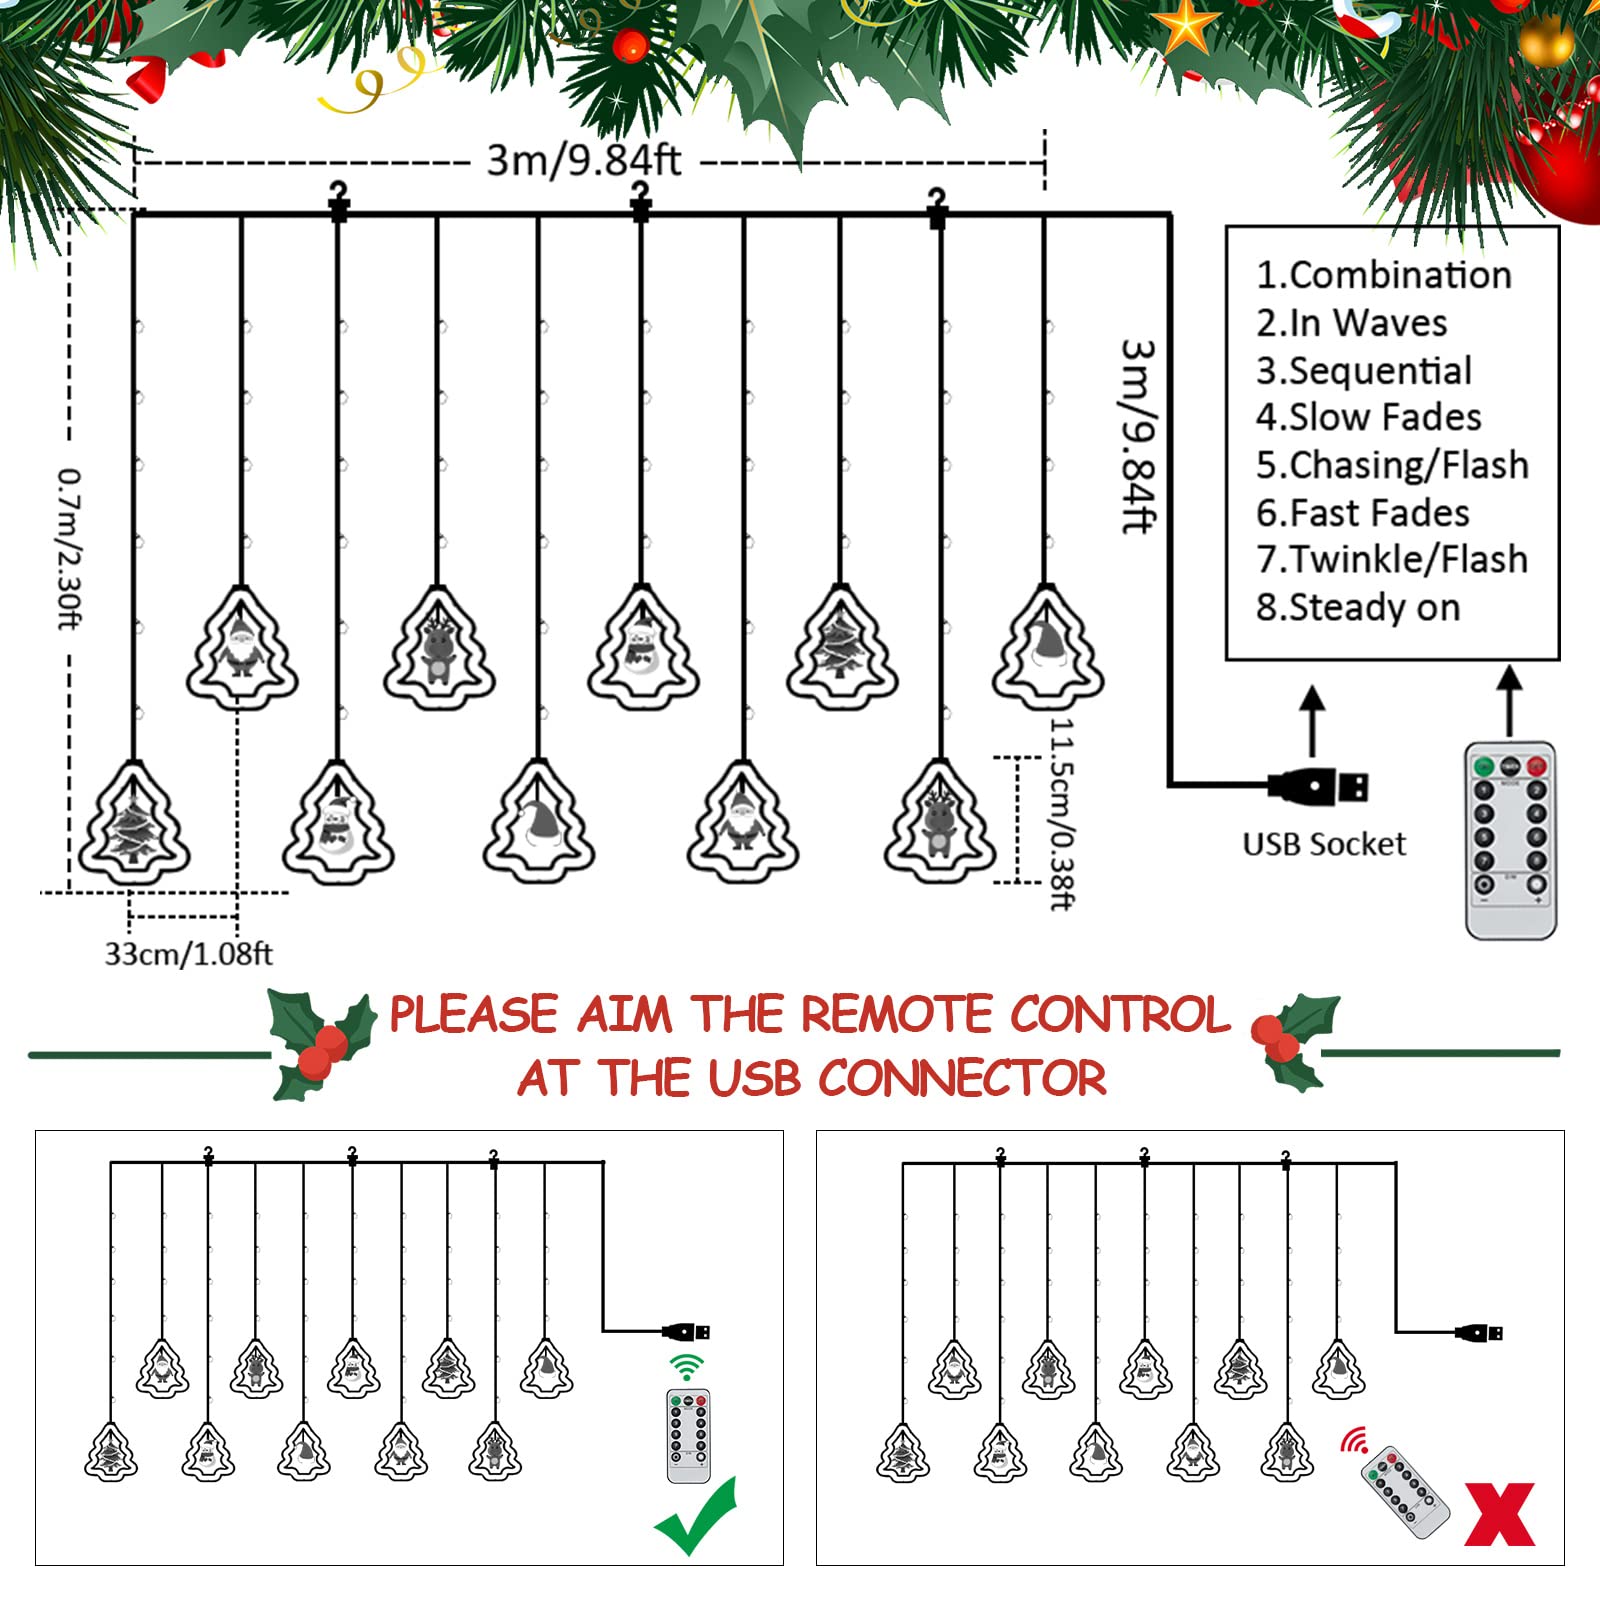 3m/9.84ft
0.7m/2.30ft
3m/9.84ft
1.Combination
2.In Waves
3.Sequential
4.Slow Fades
5.Chasing/Flash
6.Fast Fades
7.Twinkle/Flash
8.Steady on
11.5cm/0.38ft
33cm/1.08ft
USB Socket
PLEASE AIM THE REMOTE CONTROL
AT THE USB CONNECTOR